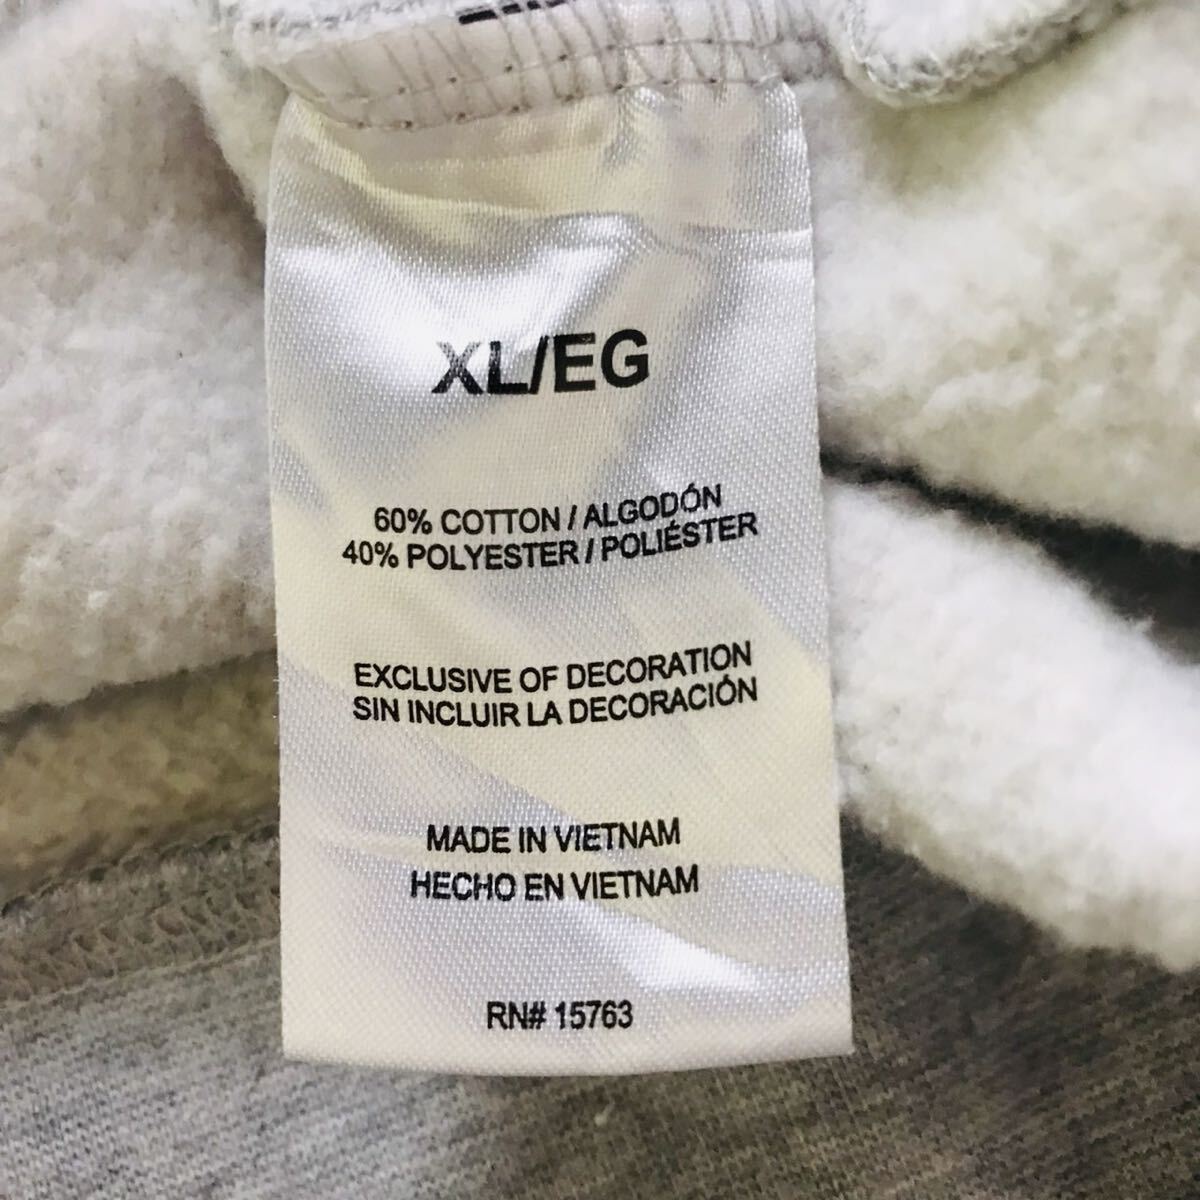 XL/EG
60% COTTON / ALGODÓN
40% POLYESTER / POLIÉSTER
EXCLUSIVE OF DECORATION
SIN INCLUIR LA DECORACIÓN
MADE IN VIETNAM
HECHO EN VIETNAM
RN# 15763